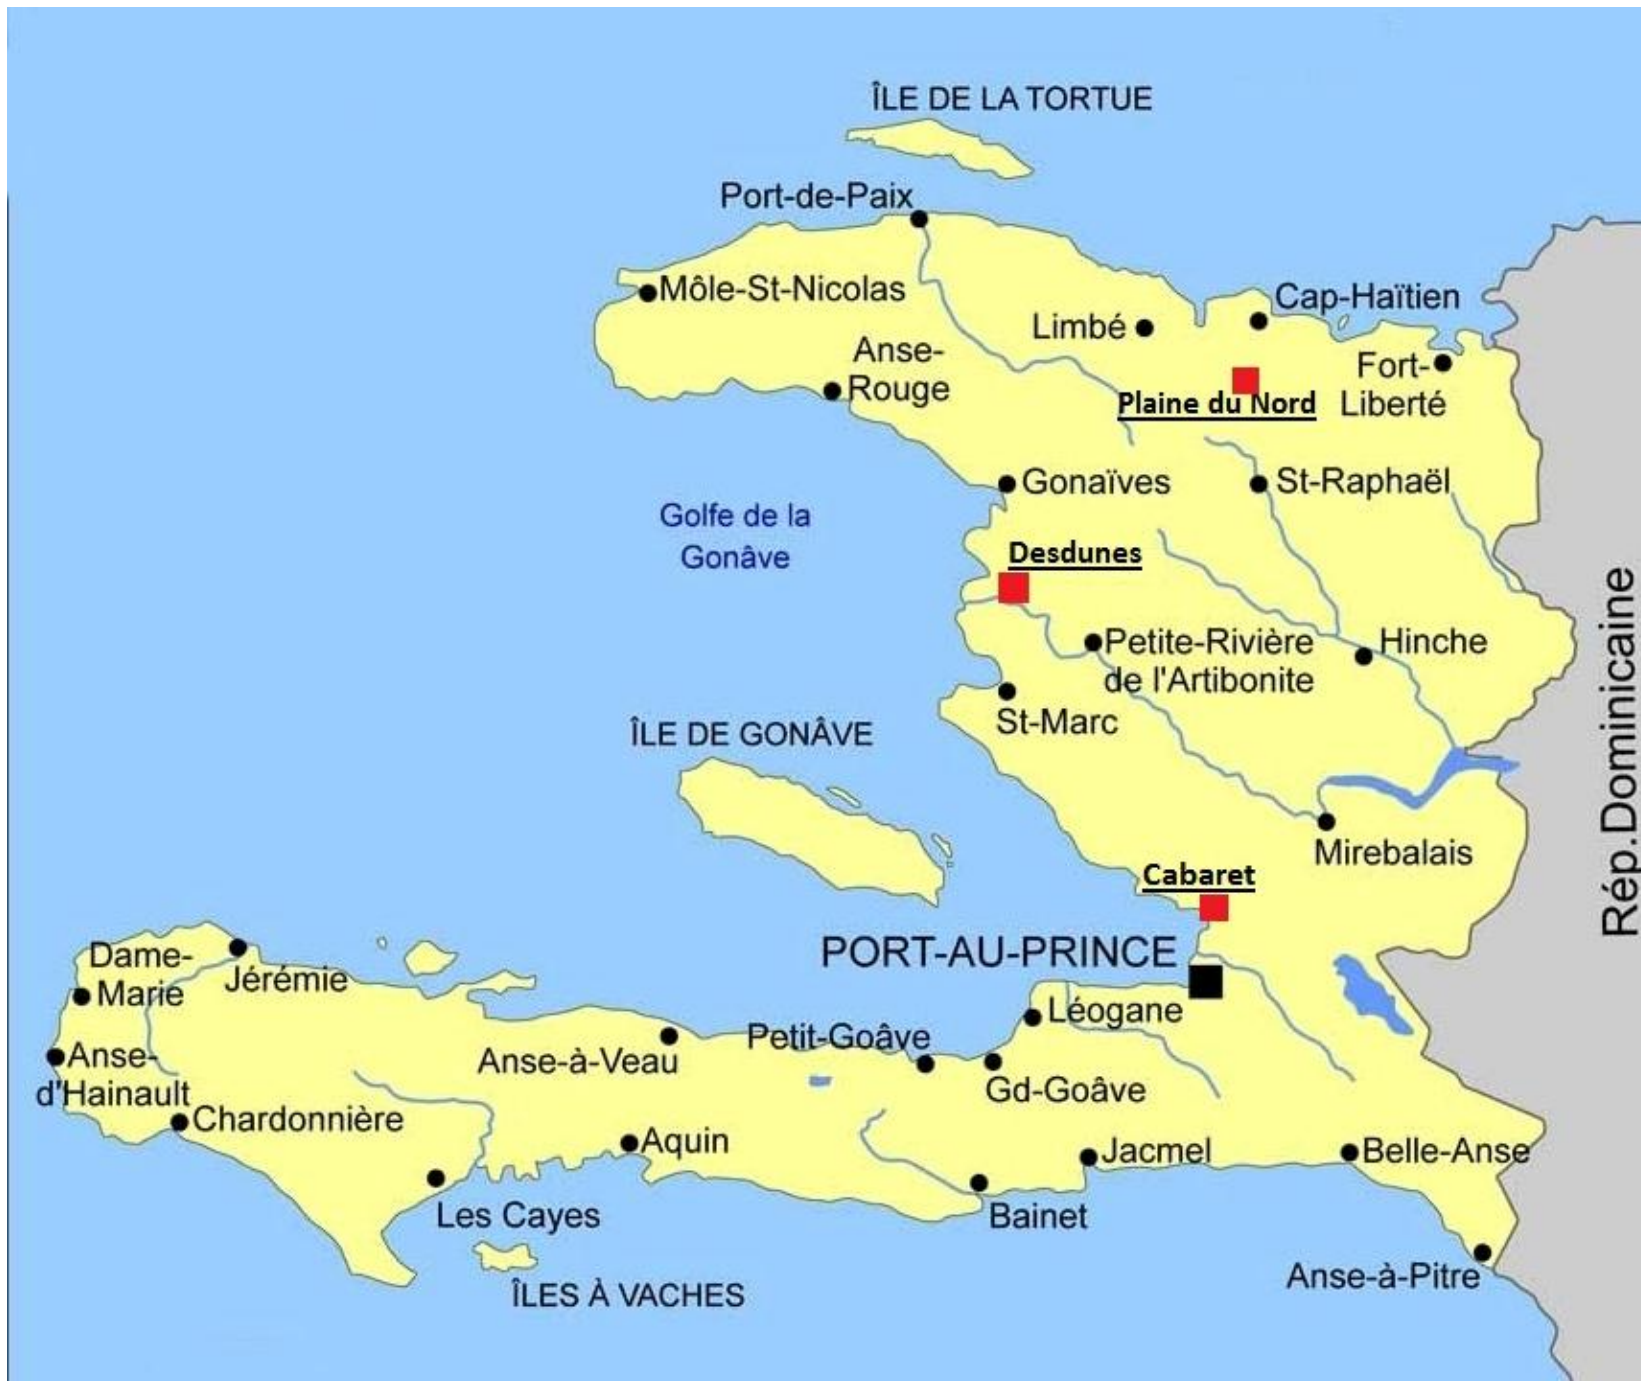 ÎLE DE LA TORTUE
Port-de-Paix
Môle-St-Nicolas
Cap-Haïtien
Limbé
Anse-
Rouge
Fort-
Liberté
Plaine du Nord
Gonaïves
St-Raphaël
Golfe de la
Gonâve
Desdunes
Petite-Rivière
de l'Artibonite
Hinche
St-Marc
ÎLE DE GONÂVE
Rép.Dominicaine
Mirebalais
Cabaret
PORT-AU-PRINCE
Dame-
Marie
Jérémie
Léogane
Petit-Goâve
Anse-à-Veau
Anse-
d'Hainault
Gd-Goâve
Chardonnière
Aquin
Jacmel
Belle-Anse
Les Cayes
Bainet
Anse-à-Pitre
ÎLES À VACHES